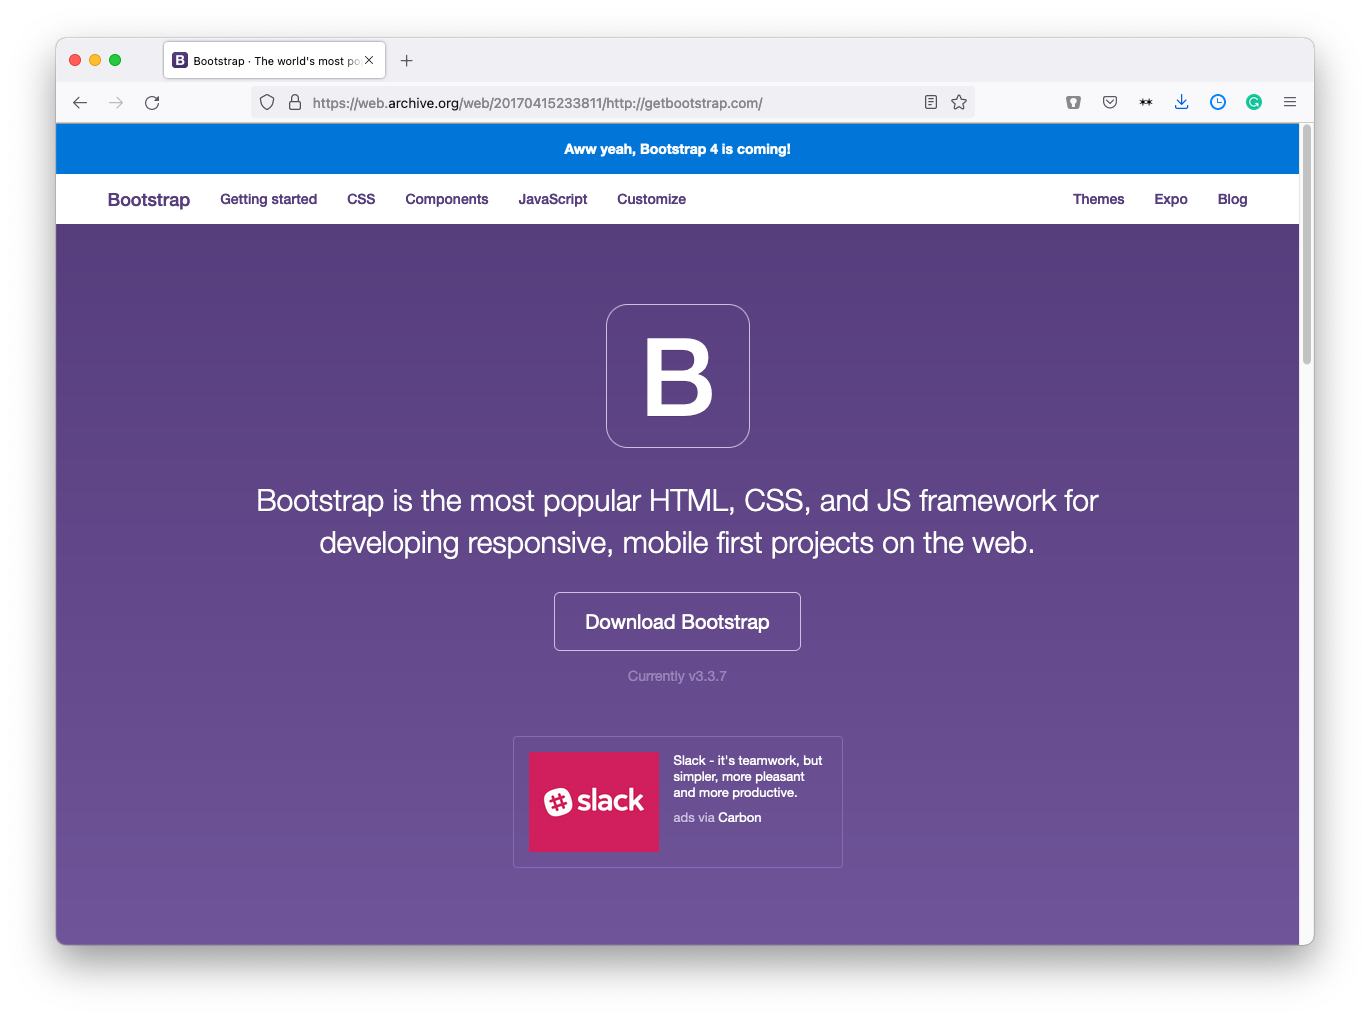 B Bootstrap · The world's most po
https://web.archive.org/web/20170415233811/http://getbootstrap.com/
Aww yeah, Bootstrap 4 is coming!
Bootstrap Getting started CSS Components JavaScript Customize Themes Expo Blog
B
Bootstrap is the most popular HTML, CSS, and JS framework for
developing responsive, mobile first projects on the web.
Download Bootstrap
Currently v3.3.7
slack
Slack - it's teamwork, but
simpler, more pleasant
and more productive.
ads via Carbon